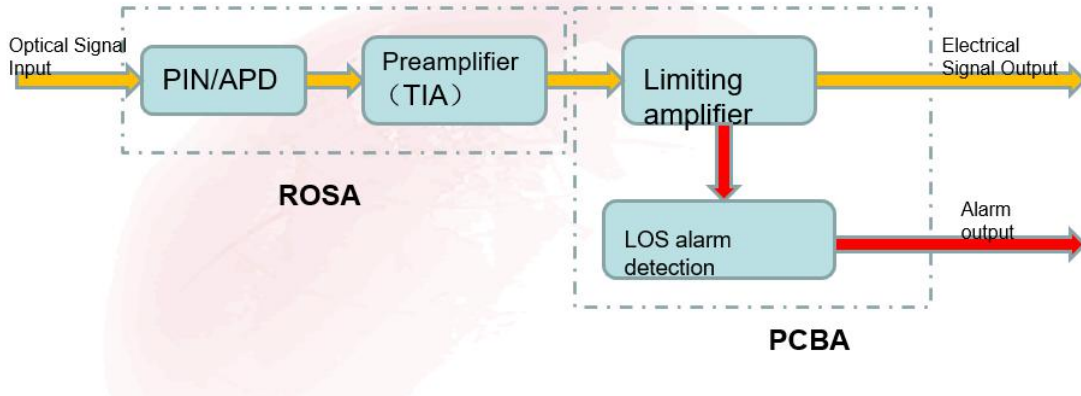 Optical Signal
Input
PIN/APD
Preamplifier
（TIA）
Limiting
amplifier
Electrical
Signal Output
ROSA
LOS alarm
detection
Alarm
output
PCBA